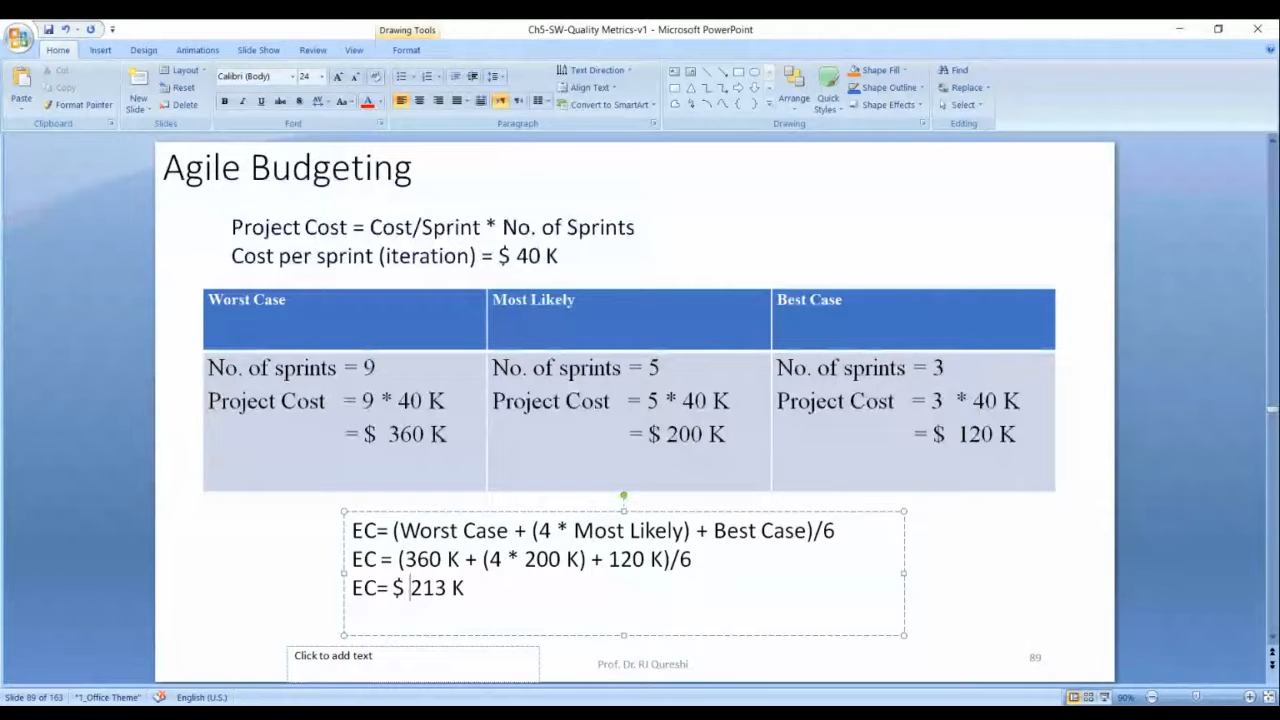 Drawing Tools
Ch5-SW-Quality Metrics-v1 - Microsoft PowerPoint
Home Insert Design Animations Slide Show Review View Format
Paste
Cut
Copy
Format Painter
Clipboard
New Slide
Layout
Reset
Delete
Slides
Calibri (Body) 24
B I U abc S AV Aa A
Font
Text Direction
Align Text
Convert to SmartArt
Paragraph
Arrange
Quick Styles
Shape Fill
Shape Outline
Shape Effects
Drawing
Find
Replace
Select
Editing
Agile Budgeting
Project Cost = Cost/Sprint * No. of Sprints
Cost per sprint (iteration) = $ 40 K
Worst Case
No. of sprints = 9
Project Cost = 9 * 40 K
= $ 360 K
Most Likely
No. of sprints = 5
Project Cost = 5 * 40 K
= $ 200 K
Best Case
No. of sprints = 3
Project Cost = 3 * 40 K
= $ 120 K
EC= (Worst Case + (4 * Most Likely) + Best Case)/6
EC = (360 K + (4 * 200 K) + 120 K)/6
EC= $ 213 K
Click to add text
Prof. Dr. RJ Qureshi
89
Slide 89 of 163 "1_Office Theme" English (U.S.) 90%